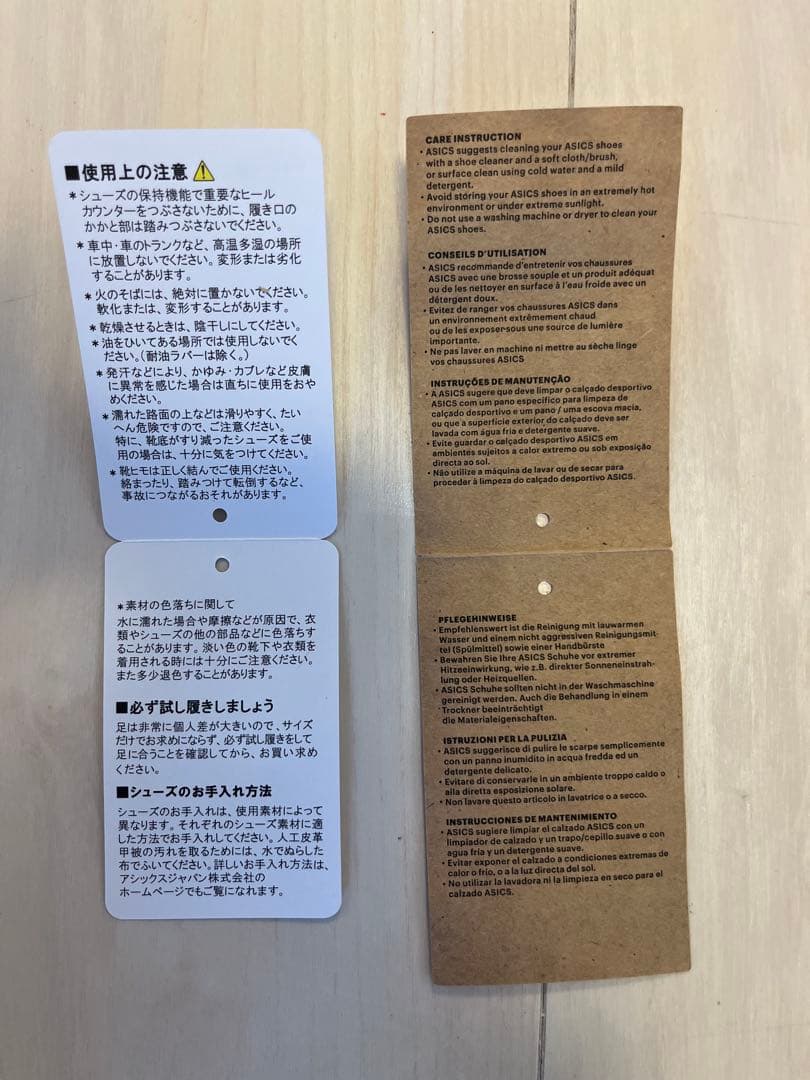 ■使用上の注意
＊シューズの保持機能で重要なヒール
カウンターをつぶさないために、履き口の
かかと部は踏みつぶさないでください。
＊車中・車のトランクなど、高温多湿の場所
に放置しないでください。変形または劣化
することがあります。
＊火のそばには、絶対に置かないでください。
軟化または、変形することがあります。
＊乾燥させるときは、陰干しにしてください。
＊油をひいてある場所では使用しないでく
ださい。（耐油ラバーは除く。）
＊発汗などにより、かゆみ・カブレなど皮膚
に異常を感じた場合は直ちに使用をおや
めください。
＊濡れた路面の上などは滑りやすく、たい
へん危険ですので、ご注意ください。
特に、靴底がすり減ったシューズをご使
用の場合は、十分に気をつけてください。
＊靴ヒモは正しく結んでご使用ください。
絡まったり、踏みつけて転倒するなど、
事故につながるおそれがあります。
＊素材の色落ちに関して
水に濡れた場合や摩擦などが原因で、衣
類やシューズの他の部品などに色落ちす
ることがあります。淡い色の靴下や衣類を
着用される時には十分にご注意ください。
また多少退色することがあります。
■必ず試し履きしましょう
足は非常に個人差が大きいので、サイズ
だけでお求めにならず、必ず試し履きをして
足に合うことを確認してから、お買い求め
ください。
■シューズのお手入れ方法
シューズのお手入れは、使用素材によって
異なります。それぞれのシューズ素材に適
した方法でお手入れしてください。人工皮革
甲被の汚れを取るためには、水でぬらした
布でふいてください。詳しいお手入れ方法は、
アシックスジャパン株式会社の
ホームページでもご覧になれます。
CARE INSTRUCTION
• ASICS suggests cleaning your ASICS shoes
with a shoe cleaner and a soft cloth/brush,
or surface clean using cold water and a mild
detergent.
• Avoid storing your ASICS shoes in an extremely hot
environment or under extreme sunlight.
• Do not use a washing machine or dryer to clean your
ASICS shoes.
CONSEILS D'UTILISATION
• ASICS recommande d'entretenir vos chaussures
ASICS avec une brosse souple et un produit adéquat
ou de les nettoyer en surface à l'eau froide avec un
détergent doux.
• Evitez de ranger vos chaussures ASICS dans
un environnement extrêmement chaud
ou de les exposer sous une source de lumière
importante.
• Ne pas laver en machine ni mettre au sèche linge
vos chaussures ASICS
INSTRUÇÕES DE MANUTENÇÃO
• A ASICS sugere que deve limpar o calçado desportivo
ASICS com um pano específico para limpeza de
calçado desportivo e um pano / uma escova macia,
ou que a superfície exterior do calçado deve ser
lavada com água fria e detergente suave.
• Evite guardar o calçado desportivo ASICS em
ambientes sujeitos a calor extremo ou sob exposição
directa ao sol.
• Não utilize a máquina de lavar ou de secar para
proceder à limpeza do calçado desportivo ASICS.
PFLEGEHINWEISE
• Empfehlenswert ist die Reinigung mit lauwarmen
Wasser und einem nicht aggressiven Reinigungsmit-
tel (Spülmittel) sowie einer Handbürste
• Bewahren Sie Ihre ASICS Schuhe vor extremer
Hitzeeinwirkung, wie z.B. direkter Sonneneinstrah-
lung oder Heizquellen.
• ASICS Schuhe sollten nicht in der Waschmaschine
gereinigt werden. Auch die Behandlung in einem
Trockner beeinträchtigt
die Materialeigenschaften.
ISTRUZIONI PER LA PULIZIA
• ASICS suggerisce di pulire le scarpe semplicemente
con un panno inumidito in acqua fredda ed un
detergente delicato.
• Evitare di conservarle in un ambiente troppo caldo o
alla diretta esposizione solare.
• Non lavare questo articolo in lavatrice o a secco.
INSTRUCCIONES DE MANTENIMIENTO
• ASICS sugiere limpiar el calzado ASICS con un
limpiador de calzado y un trapo/cepillo suave o con
agua fría y un detergente suave.
• Evitar exponer el calzado a condiciones extremas de
calor o frío, o a la luz directa del sol.
• No utilizar la lavadora ni la limpieza en seco para el
calzado ASICS.